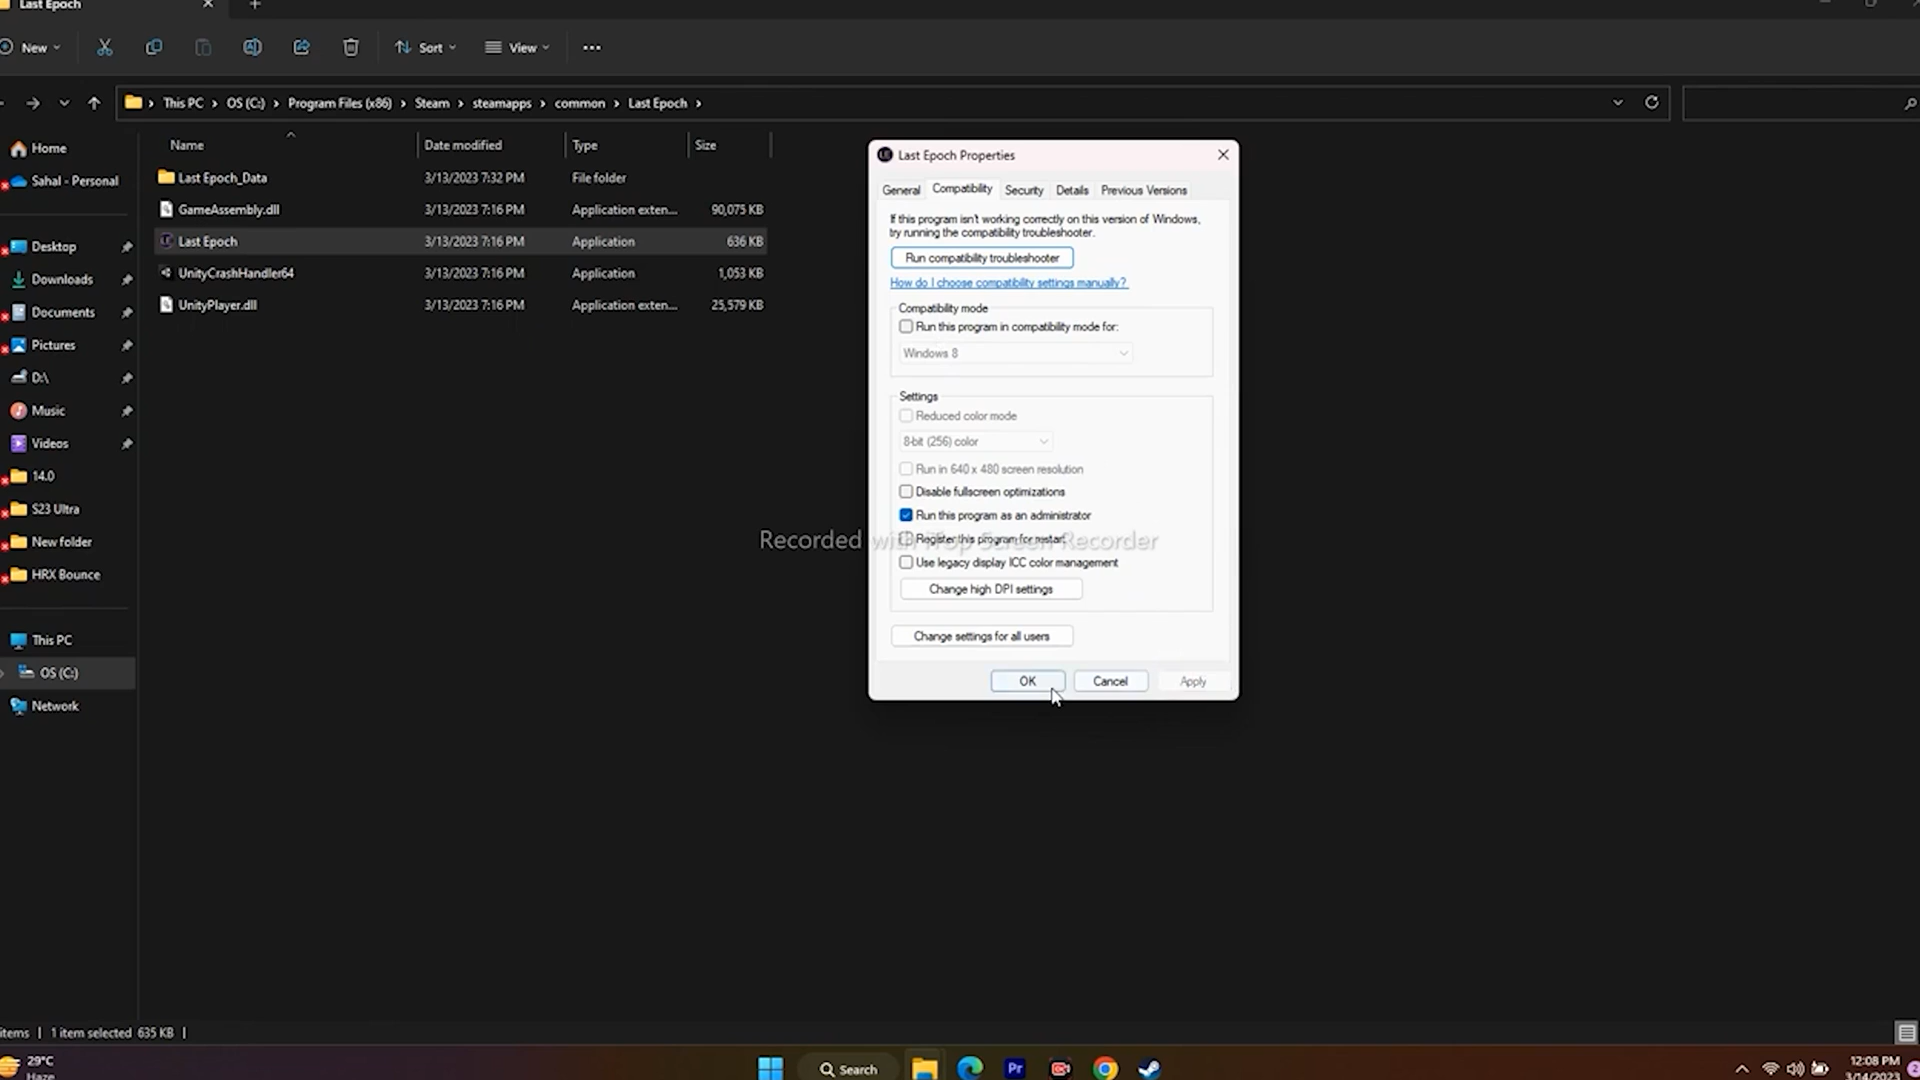 Last Epoch
New
Sort
View
This PC > OS (C:) > Program Files (x86) > Steam > steamapps > common > Last Epoch >
Name Date modified Type Size
Last Epoch_Data 3/13/2023 7:32 PM File folder
GameAssembly.dll 3/13/2023 7:16 PM Application exten... 90,075 KB
Last Epoch 3/13/2023 7:16 PM Application 636 KB
UnityCrashHandler64 3/13/2023 7:16 PM Application 1,053 KB
UnityPlayer.dll 3/13/2023 7:16 PM Application exten... 25,579 KB
Home
Sahal - Personal
Desktop
Downloads
Documents
Pictures
D:\
Music
Videos
14.0
S23 Ultra
New folder
HRX Bounce
This PC
OS (C:)
Network
Last Epoch Properties
General Compatibility Security Details Previous Versions
If this program isn't working correctly on this version of Windows,
try running the compatibility troubleshooter.
Run compatibility troubleshooter
How do I choose compatibility settings manually?
Compatibility mode
Run this program in compatibility mode for:
Windows 8
Settings
Reduced color mode
8-bit (256) color
Run in 640 x 480 screen resolution
Disable fullscreen optimizations
Run this program as an administrator
Register this program for restart
Use legacy display ICC color management
Change high DPI settings
Change settings for all users
OK Cancel Apply
Recorded with iTop Screen Recorder
items 1 item selected 635 KB
29°C
Haze
Search
Pr
12:08 PM
3/14/2023
2